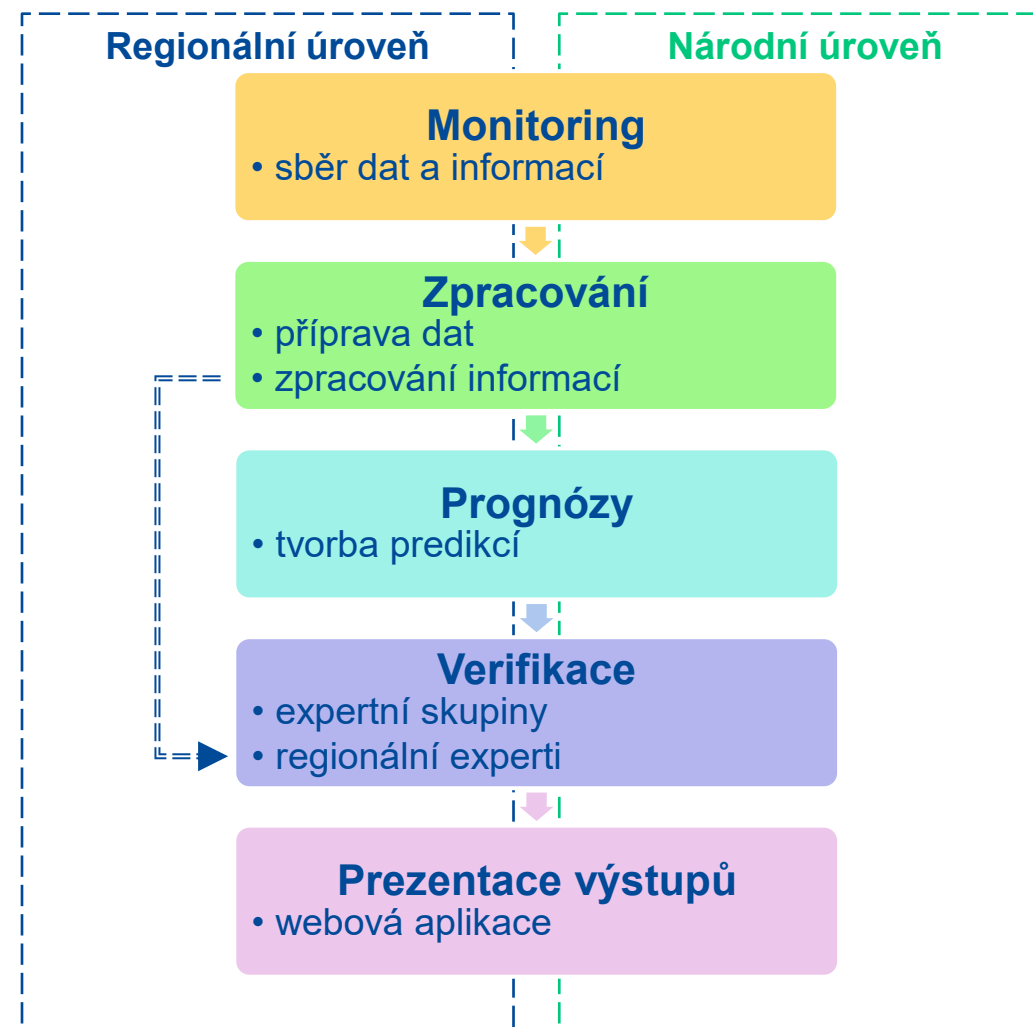 Regionální úroveň
Národní úroveň
Monitoring
• sběr dat a informací
Zpracování
• příprava dat
• zpracování informací
Prognózy
• tvorba predikcí
Verifikace
• expertní skupiny
• regionální experti
Prezentace výstupů
• webová aplikace